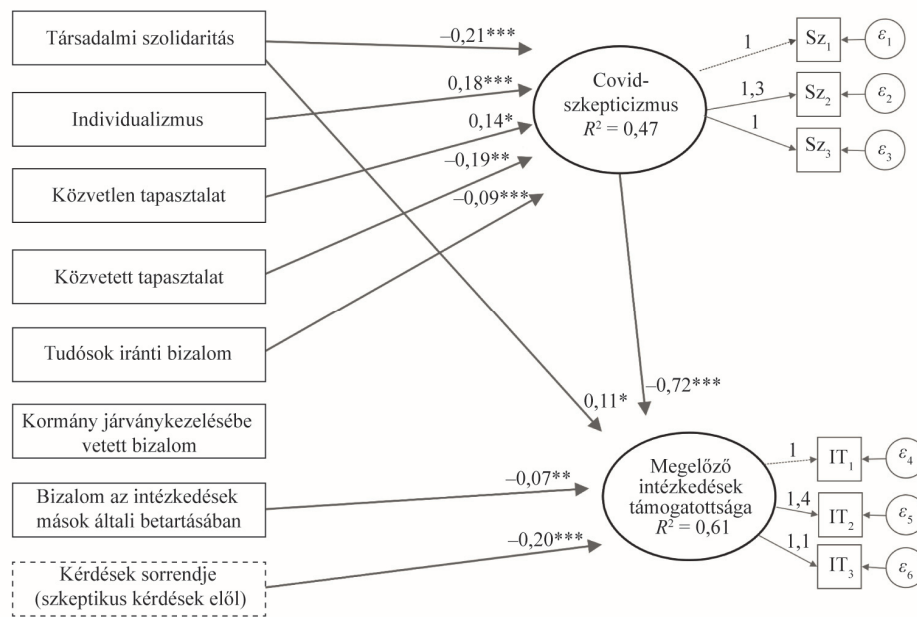 Társadalmi szolidaritás
Individualizmus
Közvetlen tapasztalat
Közvetett tapasztalat
Tudósok iránti bizalom
Kormány járványkezelésébe
vetett bizalom
Bizalom az intézkedések
mások általi betartásában
Kérdések sorrendje
(szkeptikus kérdések elől)
–0,21***
0,18***
0,14*
–0,19**
–0,09***
0,11*
–0,72***
–0,07**
–0,20***
Covid-
szkepticizmus
R² = 0,47
1
Sz₁
ε₁
1,3
Sz₂
ε₂
1
Sz₃
ε₃
Megelőző
intézkedések
támogatottsága
R² = 0,61
1
IT₁
ε₄
1,4
IT₂
ε₅
1,1
IT₃
ε₆